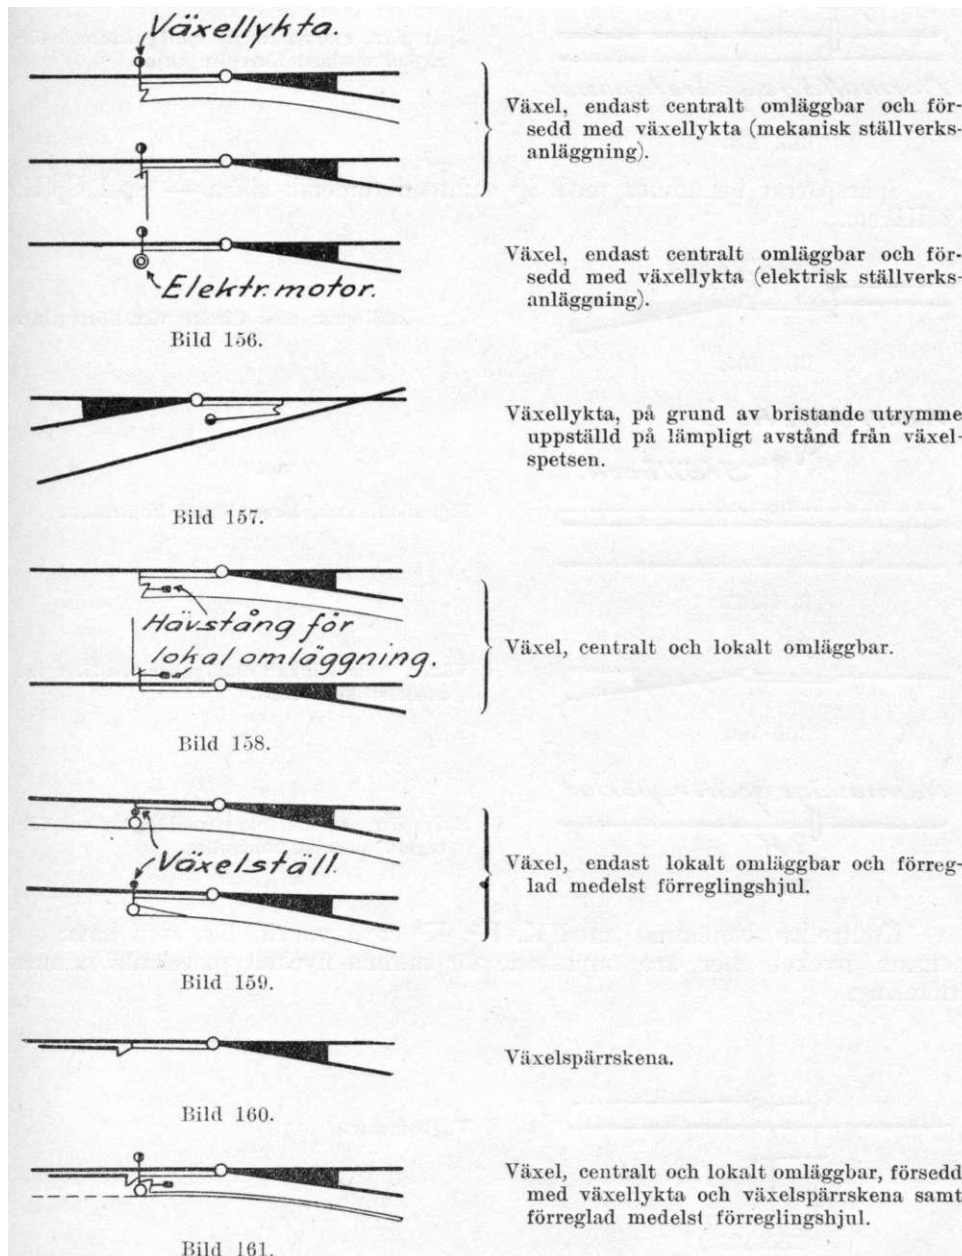 Växellykta.
Växel, endast centralt omläggbar och för-
sedd med växellykta (mekanisk ställverks-
anläggning).
Växel, endast centralt omläggbar och för-
sedd med växellykta (elektrisk ställverks-
anläggning).
Elektr. motor.
Bild 156.
Växellykta, på grund av bristande utrymme
uppställd på lämpligt avstånd från växel-
spetsen.
Bild 157.
Hävstång för
lokal omläggning.
Växel, centralt och lokalt omläggbar.
Bild 158.
Växelställ.
Växel, endast lokalt omläggbar och förreg-
lad medelst förreglingshjul.
Bild 159.
Växelspärrskena.
Bild 160.
Växel, centralt och lokalt omläggbar, försedd
med växellykta och växelspärrskena samt
förreglad medelst förreglingshjul.
Bild 161.